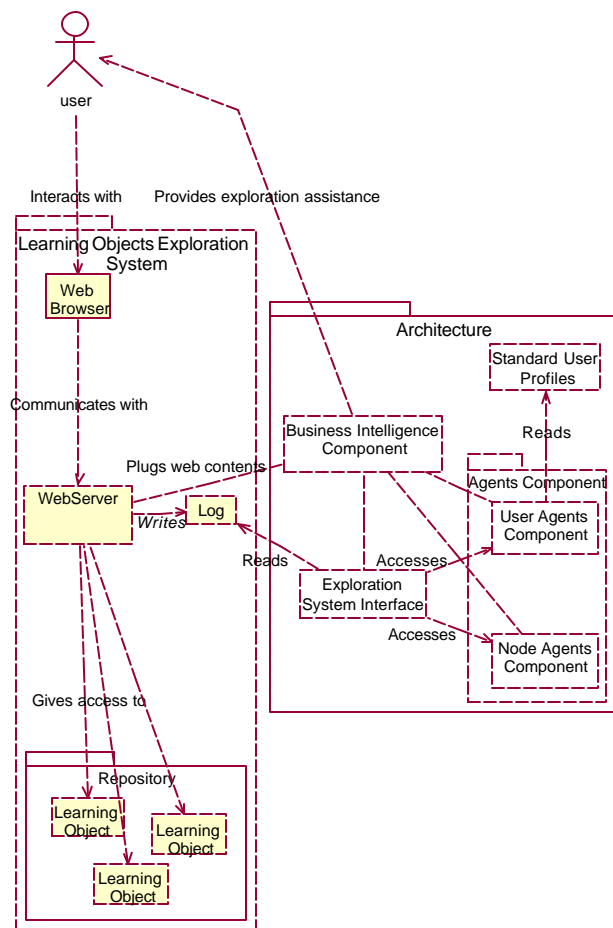 user
Interacts with
Provides exploration assistance
Learning Objects Exploration
System
Web
Browser
Architecture
Standard User
Profiles
Communicates with
Business Intelligence
Component
Reads
Plugs web contents
Agents Component
WebServer
Writes
Log
User Agents
Component
Reads
Accesses
Exploration
System Interface
Accesses
Node Agents
Component
Gives access to
Repository
Learning
Object
Learning
Object
Learning
Object